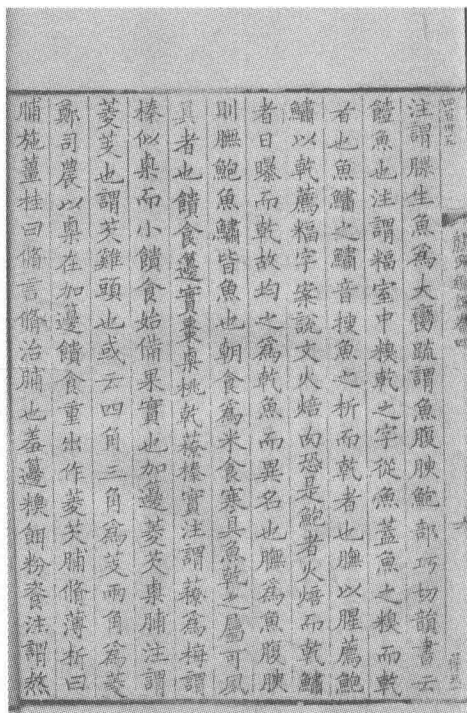 注謂膴生魚爲大臠疏謂魚腹腴鮑部巧切韻書云
饐魚也注謂糗室中糗乾之字從魚蓋魚之糗而乾
者也魚鱐之鱐音搜魚之析而乾者也膴以腥薦鮑
鱐以乾薦糗字案說文火焙肉恐是鮑者火焙而乾鱐
者日曝而乾故均之爲乾魚而異名也膴爲魚腹腴
則膴鮑魚鱐皆魚也朝食爲米食寒具魚乾之屬可夙
具者也饋食籩實棗桌桃乾䕩榛實注謂䕩爲梅謂
榛似桌而小饋食始備果實也加籩菱芡桌脯注謂
菱芰也謂芡雞頭也或云四角三角爲芰兩角爲菱
鄭司農以桌在加籩饋食重出作菱芡脯脩薄折曰
脯施薑桂曰脩言脩治脯也羞籩糗餌粉餈注謂熬